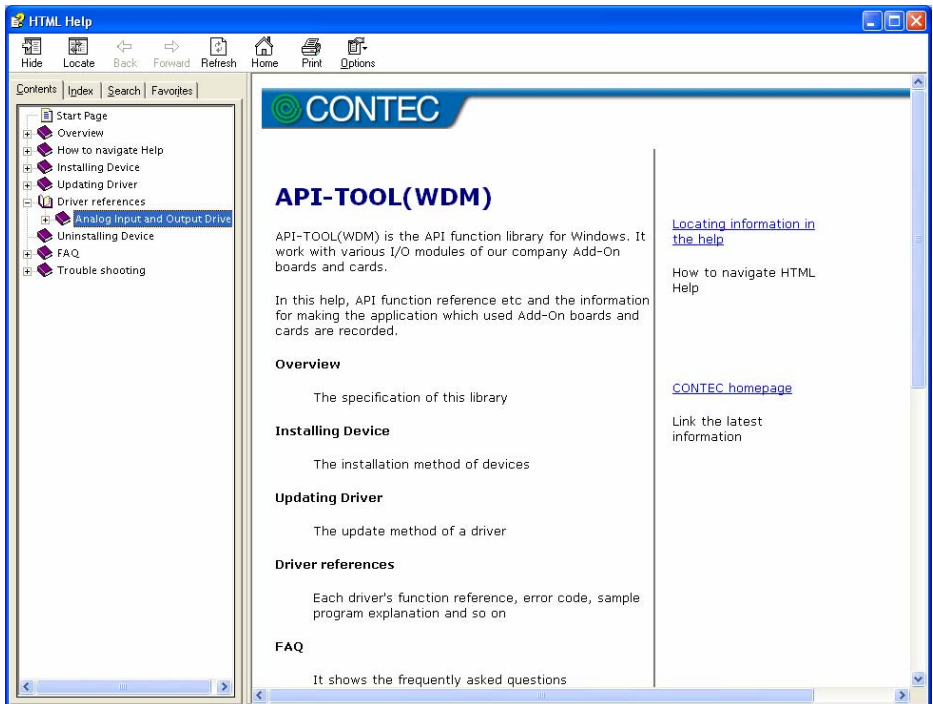 HTML Help
Hide Locate Back Forward Refresh Home Print Options
Contents Index Search Favorites
Start Page
Overview
How to navigate Help
Installing Device
Updating Driver
Driver references
Analog Input and Output Drive
Uninstalling Device
FAQ
Trouble shooting
CONTEC
API-TOOL(WDM)
API-TOOL(WDM) is the API function library for Windows. It
work with various I/O modules of our company Add-On
boards and cards.
In this help, API function reference etc and the information
for making the application which used Add-On boards and
cards are recorded.
Overview
The specification of this library
Installing Device
The installation method of devices
Updating Driver
The update method of a driver
Driver references
Each driver's function reference, error code, sample
program explanation and so on
FAQ
It shows the frequently asked questions
Locating information in
the help
How to navigate HTML
Help
CONTEC homepage
Link the latest
information